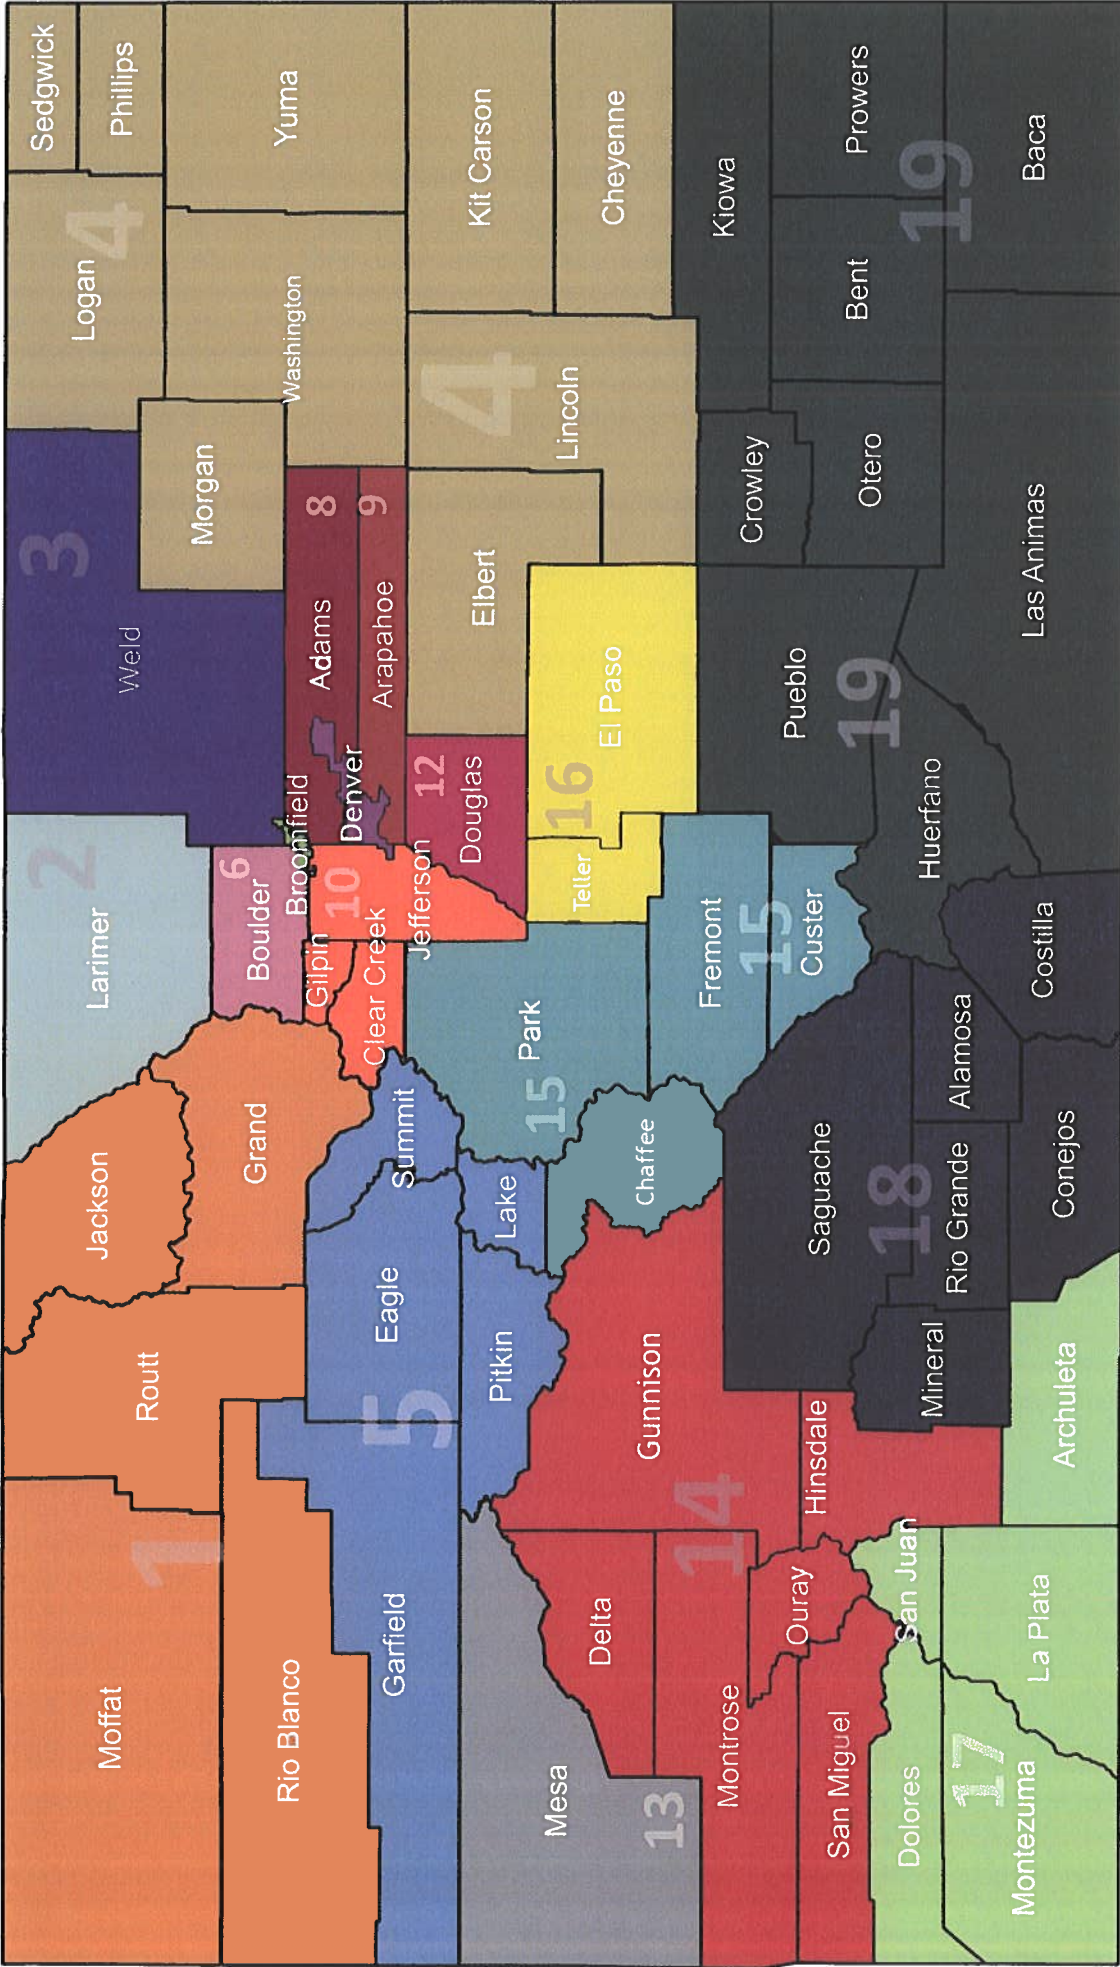 Moffat
1
Routt
Jackson
Larimer
2
Weld
3
Logan
4
Sedgwick
Phillips
Rio Blanco
Grand
Boulder
6
Broomfield
Morgan
Washington
Yuma
Garfield
5
Eagle
Summit
Gilpin
Clear Creek
10
Jefferson
Denver
Adams
8
Arapahoe
9
Mesa
13
Pitkin
Lake
Park
15
Douglas
12
Elbert
Lincoln
4
Kit Carson
Cheyenne
Delta
Gunnison
14
Chaffee
Teller
16
El Paso
Montrose
Ouray
Hinsdale
Saguache
18
Fremont
15
Custer
Pueblo
19
Crowley
Kiowa
San Miguel
Dolores
San Juan
Mineral
Rio Grande
Alamosa
Huerfano
Otero
Bent
Prowers
19
Montezuma
17
La Plata
Archuleta
Conejos
Costilla
Las Animas
Baca